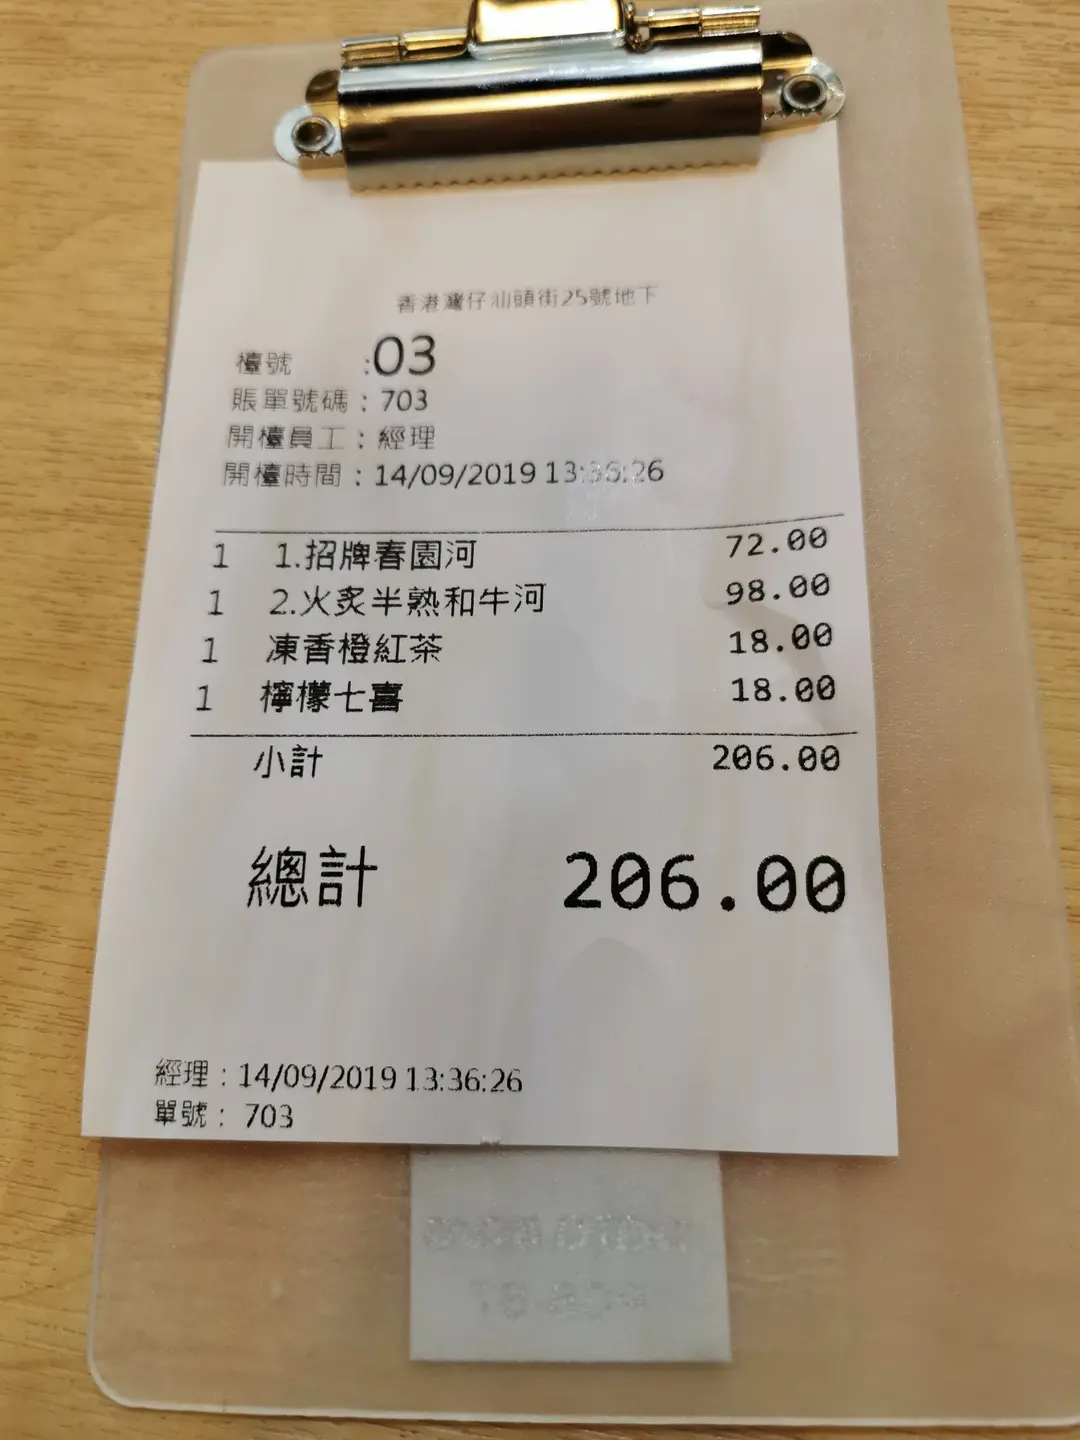 香港灣仔汕頭街25號地下
檯號 :03
賬單號碼：703
開檯員工：經理
開檯時間：14/09/2019 13:36:26
1 1.招牌春園河 72.00
1 2.火炙半熟和牛河 98.00
1 凍香橙紅茶 18.00
1 檸檬七喜 18.00
小計 206.00
總計 206.00
經理：14/09/2019 13:36:26
單號：703